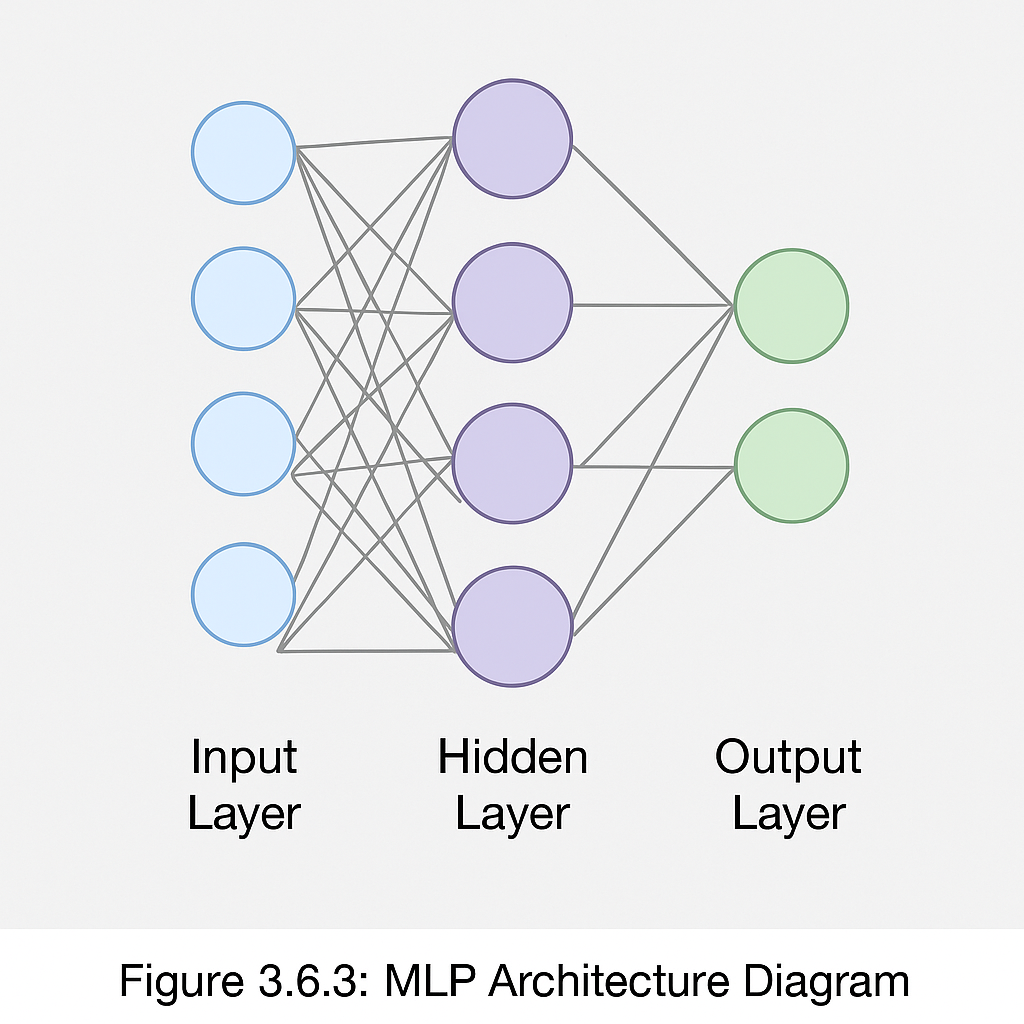 Input
Layer
Hidden
Layer
Output
Layer
Figure 3.6.3: MLP Architecture Diagram